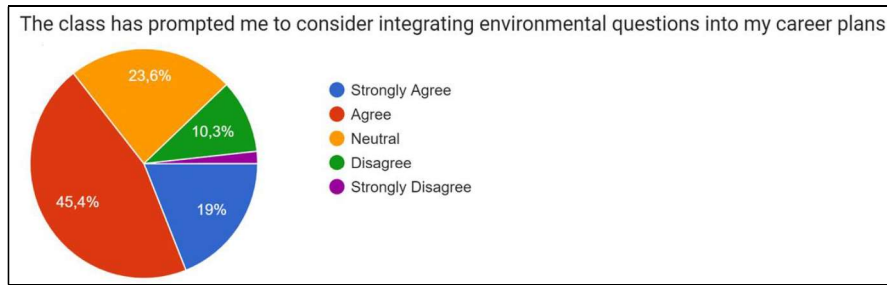 The class has prompted me to consider integrating environmental questions into my career plans
23,6%
10,3%
45,4%
19%
Strongly Agree
Agree
Neutral
Disagree
Strongly Disagree